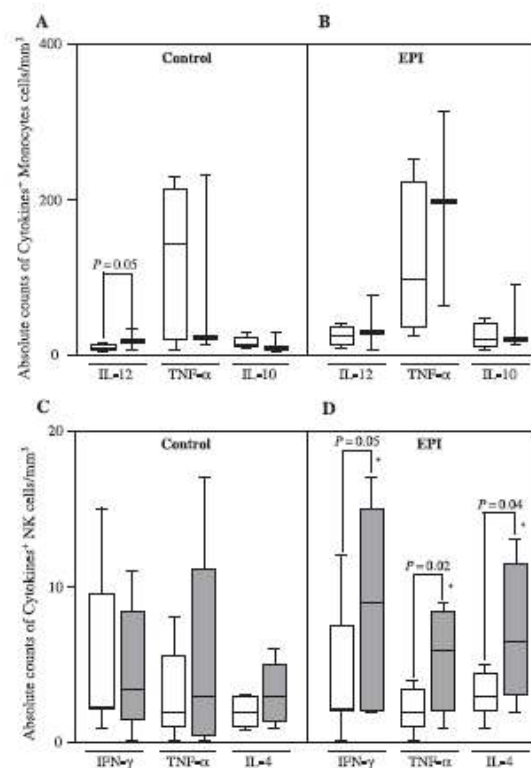 A
B
Absolute counts of Cytokines⁺ Monocytes cells/mm³
400
200
0
Control
EPI
P = 0.05
IL-12 TNF-α IL-10
IL-12 TNF-α IL-10
C
D
Absolute counts of Cytokines⁺ NK cells/mm³
20
10
0
Control
EPI
P = 0.05
*
P = 0.02
*
P = 0.04
*
IFN-γ TNF-α IL-4
IFN-γ TNF-α IL-4